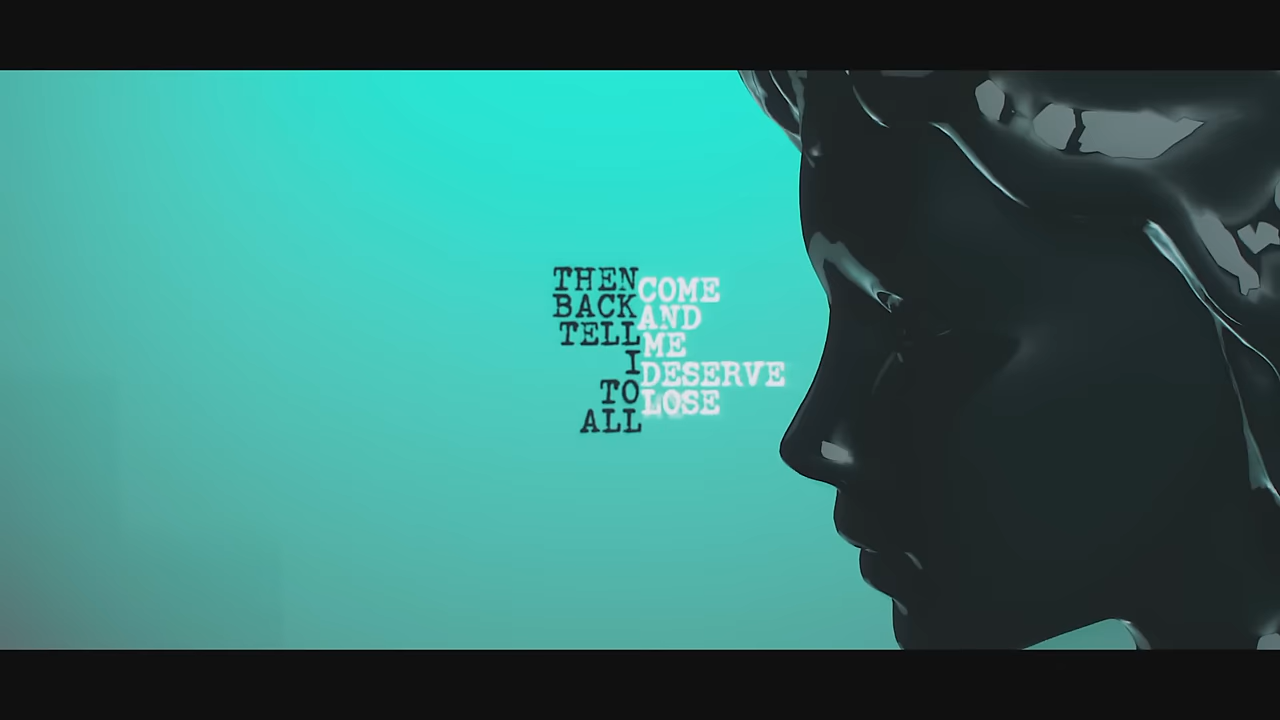 THEN COME
BACK AND
TELL ME
I DESERVE
TO LOSE
ALL